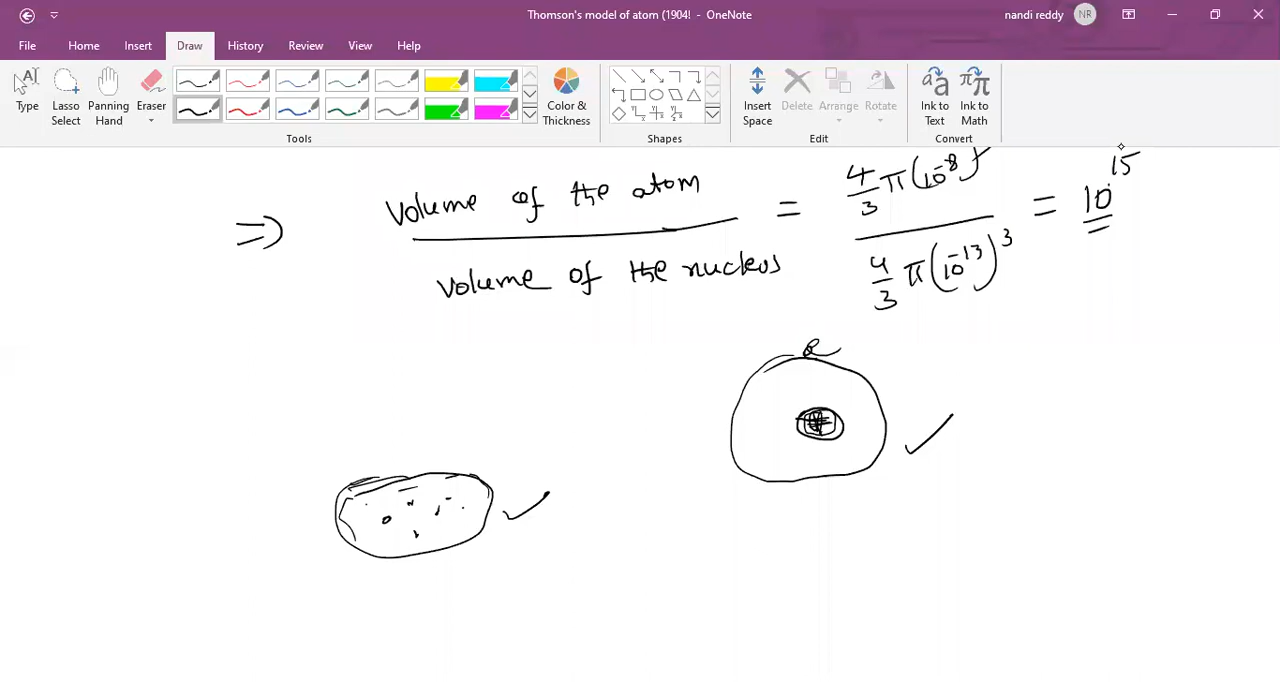 Thomson's model of atom (1904! - OneNote
nandi reddy NR
File Home Insert Draw History Review View Help
Type Lasso Select Panning Hand Eraser Color & Thickness Insert Space Delete Arrange Rotate Ink to Text Ink to Math
Tools Shapes Edit Convert
⇒ Volume of the atom / Volume of the nucleus = 4/3 π(10⁻⁸) / 4/3 π(10⁻¹³)³ = 10¹⁵